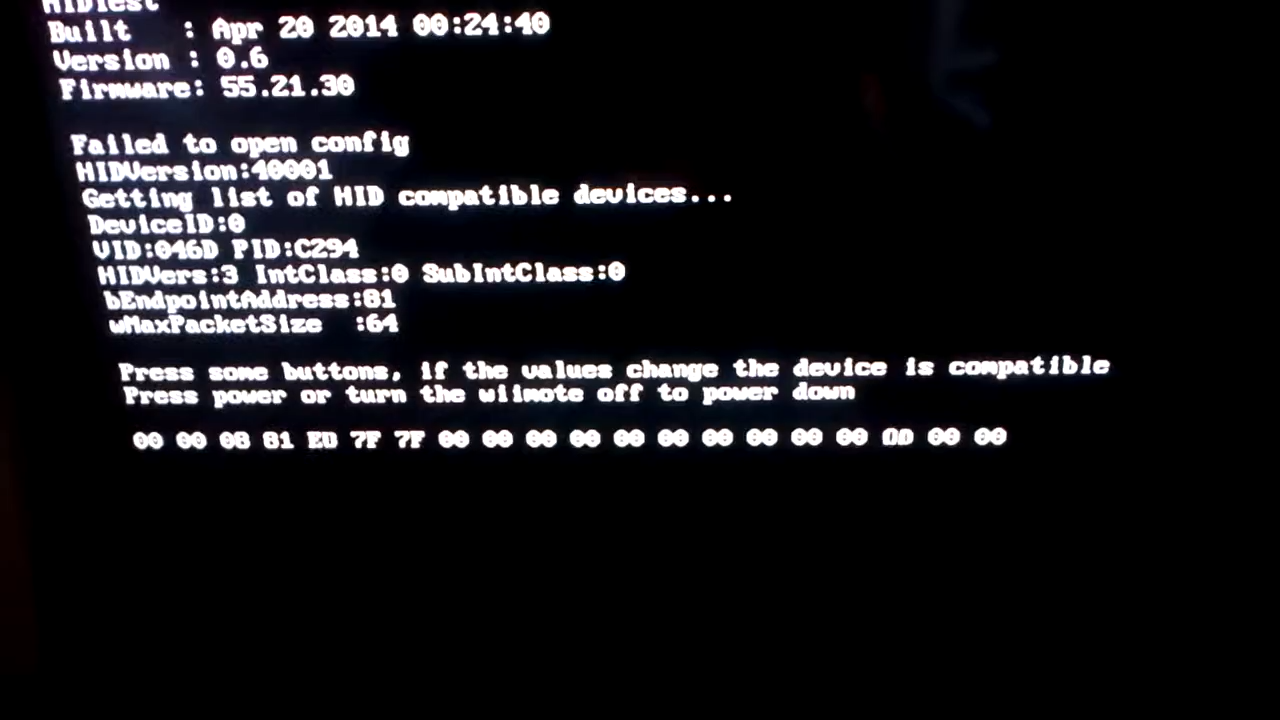 HIDTest
Built : Apr 20 2014 00:24:40
Version : 0.6
Firmware: 55.21.30
Failed to open config
HIDVersion:40001
Getting list of HID compatible devices...
DeviceID:0
VID:046D PID:C294
HIDVers:3 IntClass:0 SubIntClass:0
bEndpointAddress:81
wMaxPacketSize :64
Press some buttons, if the values change the device is compatible
Press power or turn the wiimote off to power down
00 00 08 81 ED 7F 7F 00 00 00 00 00 00 00 00 00 00 0D 00 00